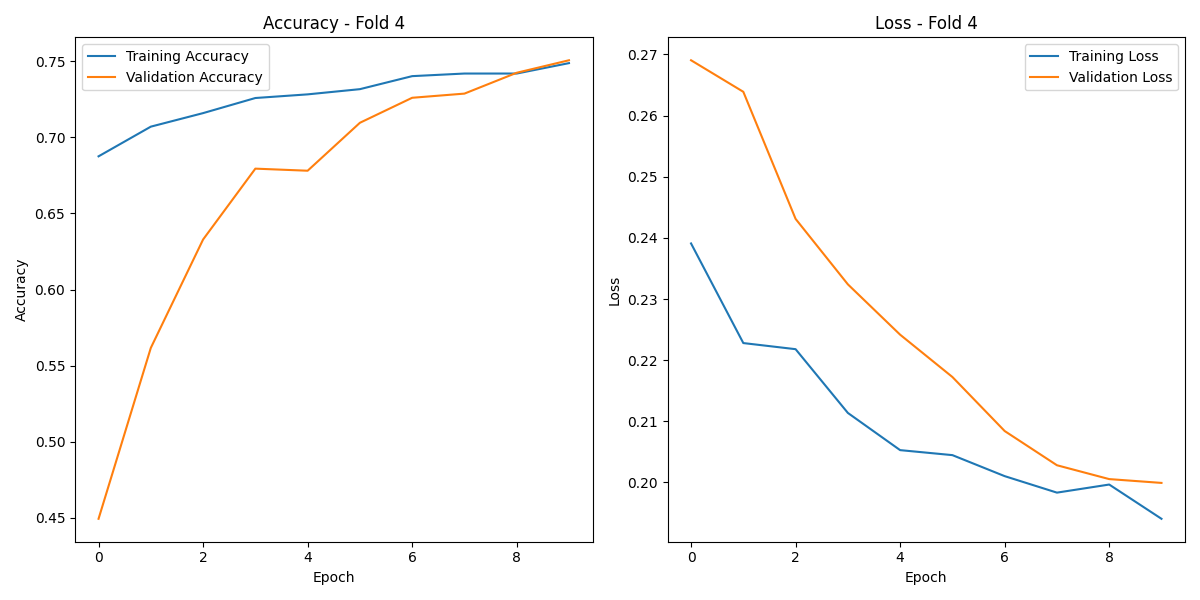 Accuracy - Fold 4
Training Accuracy
Validation Accuracy
Accuracy
0.75
0.70
0.65
0.60
0.55
0.50
0.45
0 2 4 6 8
Epoch
Loss - Fold 4
Training Loss
Validation Loss
Loss
0.27
0.26
0.25
0.24
0.23
0.22
0.21
0.20
0 2 4 6 8
Epoch